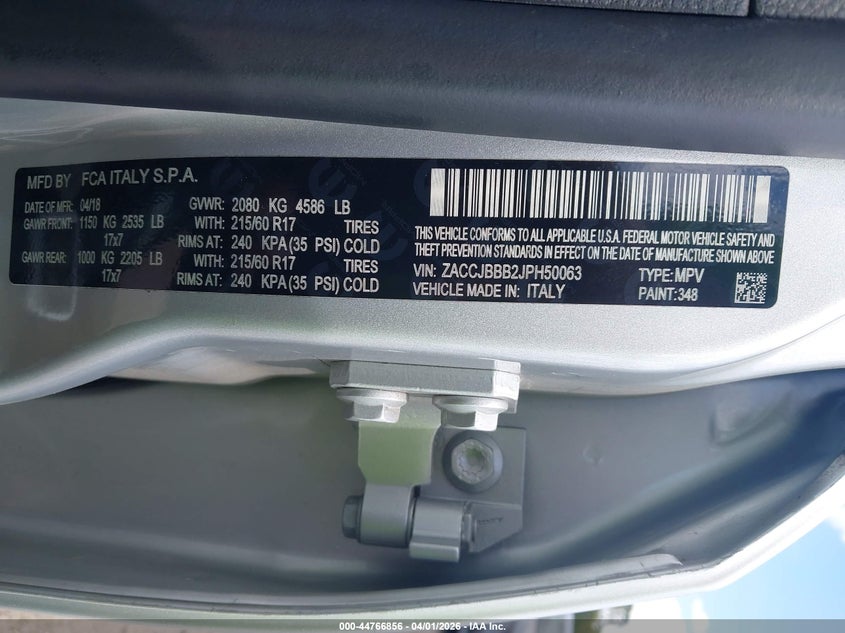 MFD BY FCA ITALY S.P.A.
DATE OF MFR: 04/18 GVWR: 2080 KG 4586 LB
GAWR FRONT: 1150 KG 2535 LB WITH: 215/60 R17 TIRES
17x7 RIMS AT: 240 KPA (35 PSI) COLD
GAWR REAR: 1000 KG 2205 LB WITH: 215/60 R17 TIRES
17x7 RIMS AT: 240 KPA (35 PSI) COLD
THIS VEHICLE CONFORMS TO ALL APPLICABLE U.S.A. FEDERAL MOTOR VEHICLE SAFETY AND
THEFT PREVENTION STANDARDS IN EFFECT ON THE DATE OF MANUFACTURE SHOWN ABOVE
VIN: ZACCJBBB2JPH50063 TYPE: MPV
VEHICLE MADE IN: ITALY PAINT: 348
000-44766856 - 04/01/2026 - IAA Inc.